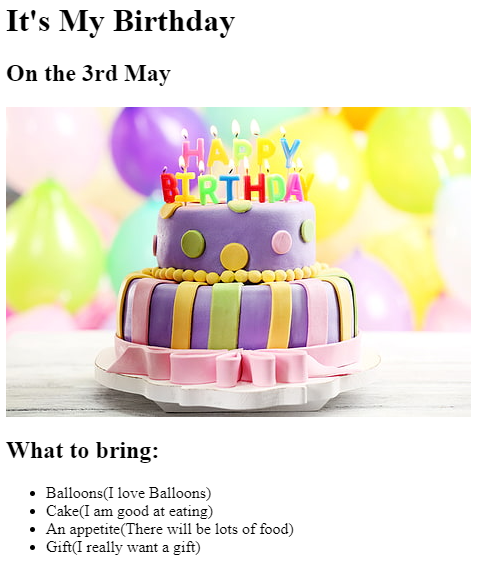 It's My Birthday
On the 3rd May
HAPPY
BIRTHDAY
What to bring:
Balloons(I love Balloons)
Cake(I am good at eating)
An appetite(There will be lots of food)
Gift(I really want a gift)